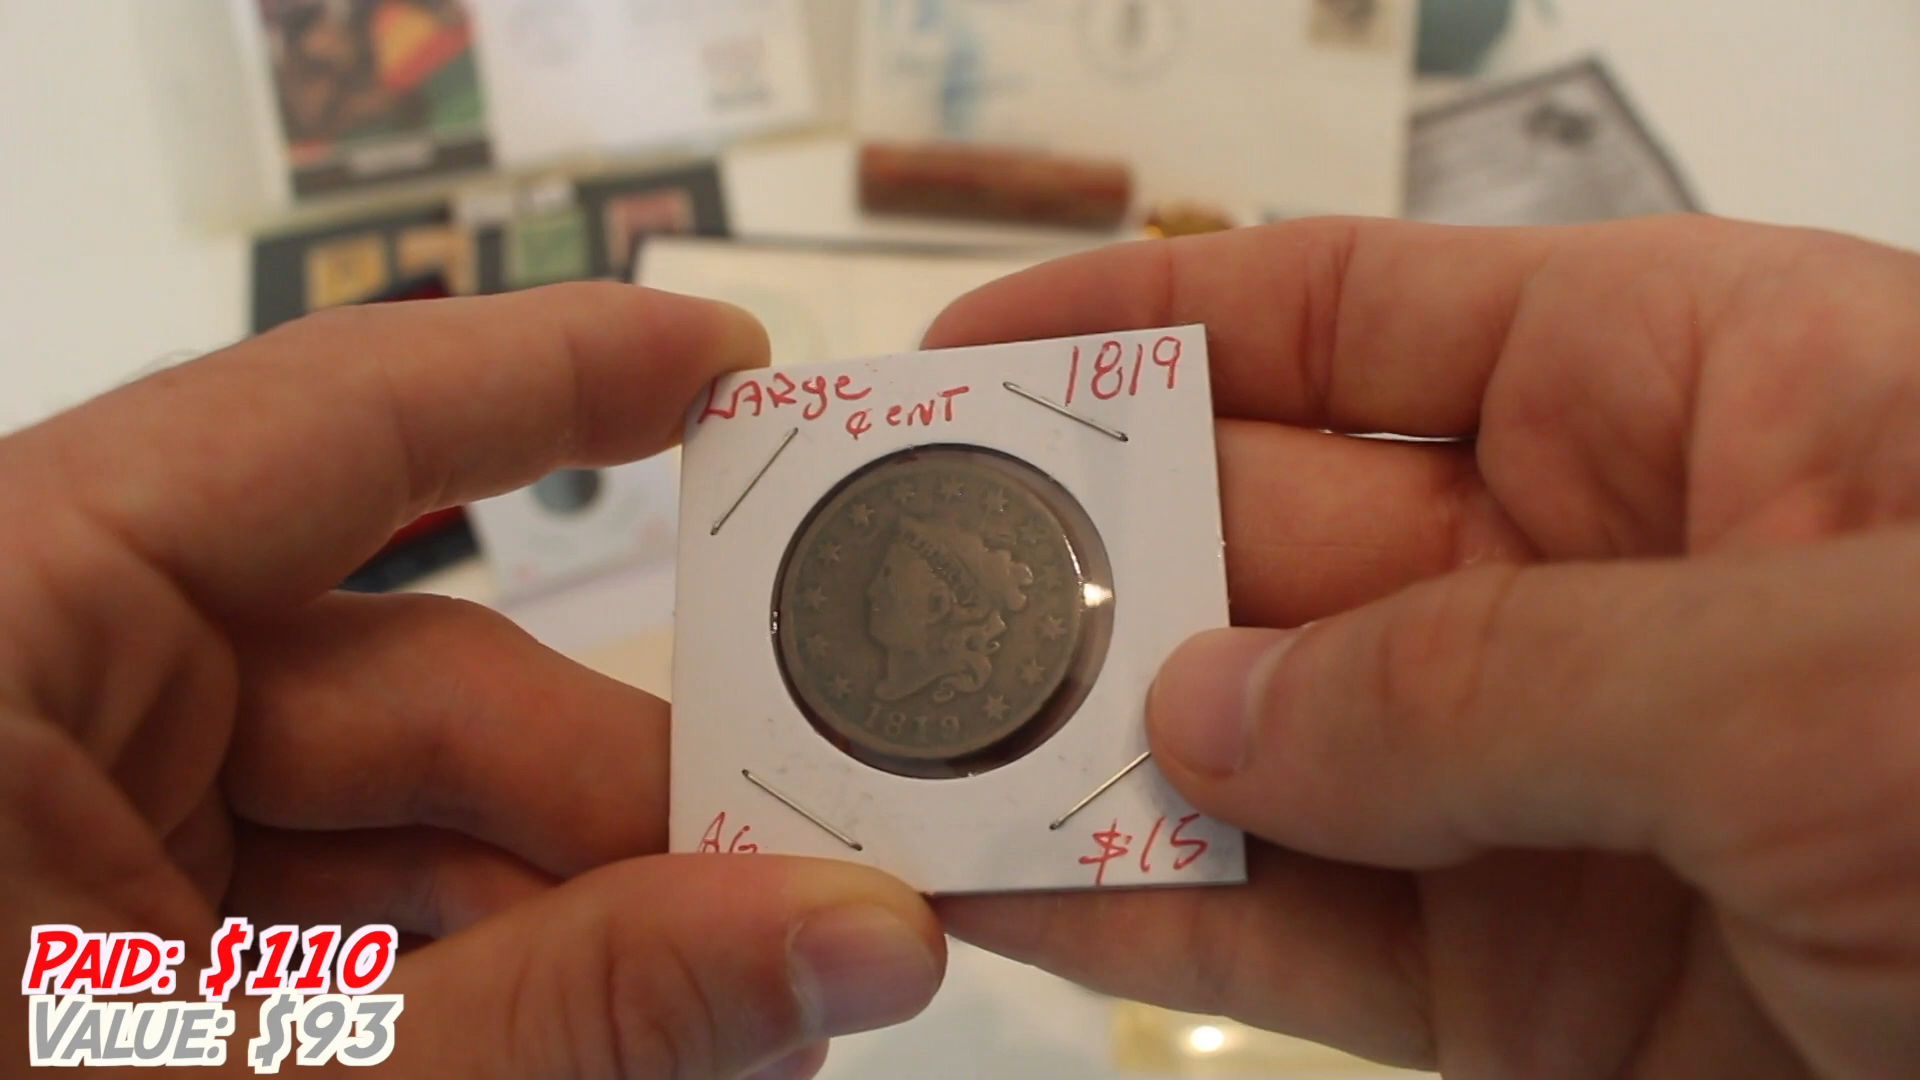 LARge 1819
¢eNT
LIBERTY
1819
AG $15
PAID: $110
VALUE: $93